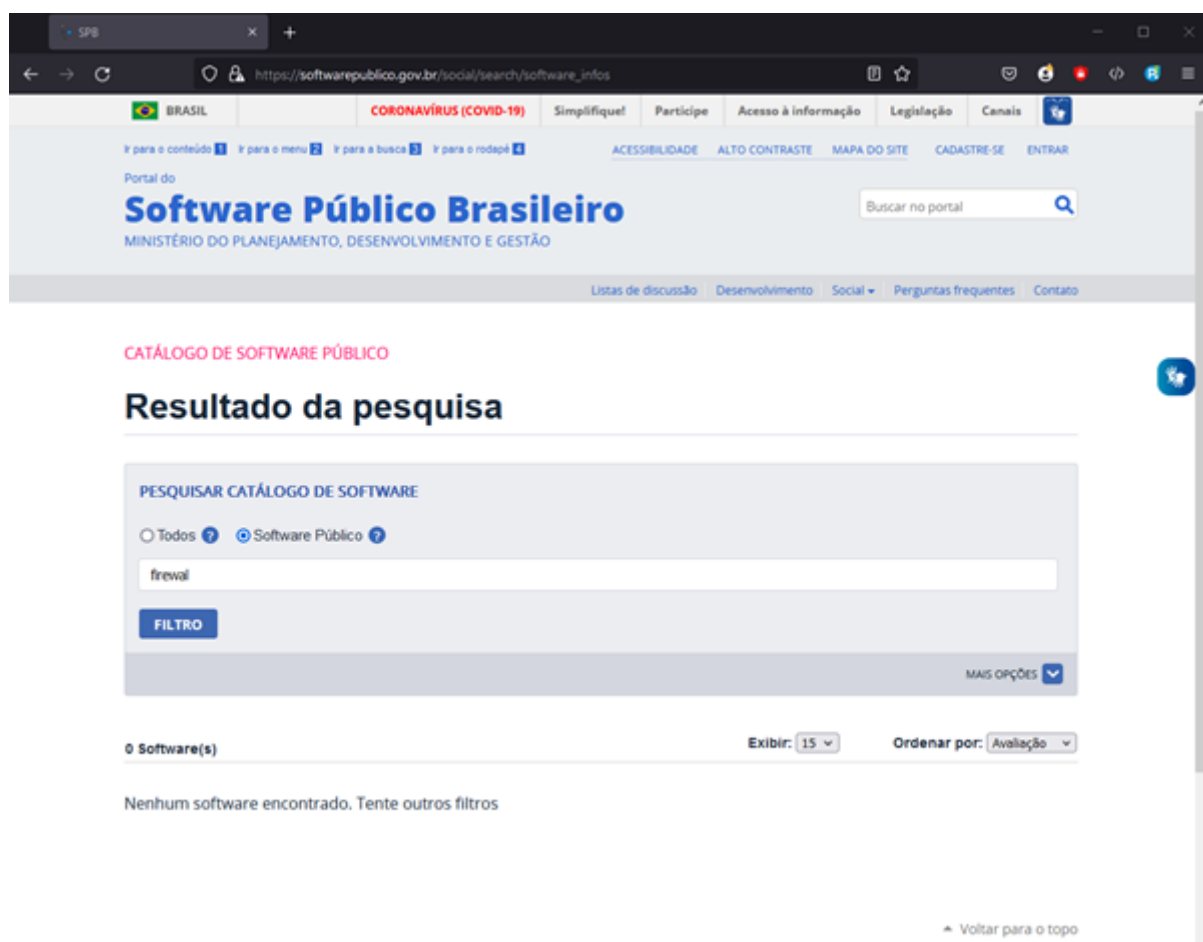 SPB
https://softwarepublico.gov.br/social/search/software_infos
BRASIL CORONAVÍRUS (COVID-19) Simplifique! Participe Acesso à informação Legislação Canais
Ir para o conteúdo 1 Ir para o menu 2 Ir para a busca 3 Ir para o rodapé 4 ACESSIBILIDADE ALTO CONTRASTE MAPA DO SITE CADASTRE-SE ENTRAR
Portal do
Software Público Brasileiro
Buscar no portal
MINISTÉRIO DO PLANEJAMENTO, DESENVOLVIMENTO E GESTÃO
Listas de discussão Desenvolvimento Social Perguntas frequentes Contato
CATÁLOGO DE SOFTWARE PÚBLICO
Resultado da pesquisa
PESQUISAR CATÁLOGO DE SOFTWARE
Todos ? Software Público ?
firewal
FILTRO
MAIS OPÇÕES
0 Software(s) Exibir: 15 Ordenar por: Avaliação
Nenhum software encontrado. Tente outros filtros
Voltar para o topo